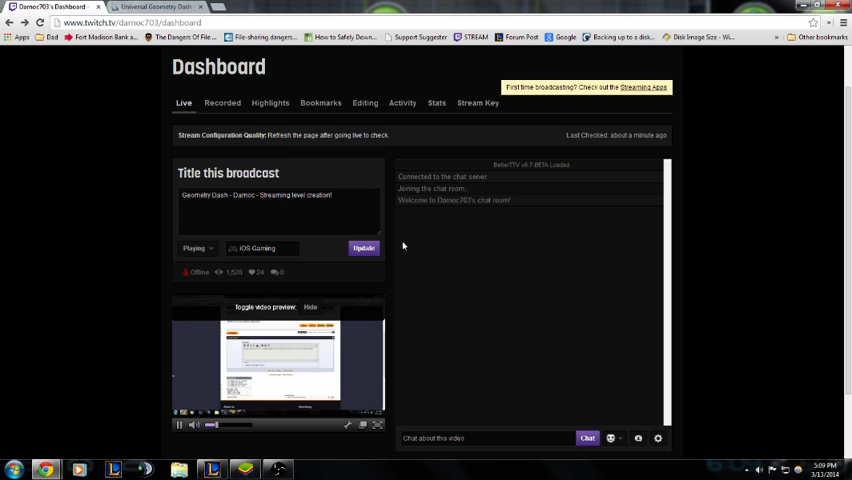 Darnoc703's Dashboard
Universal Geometry Dash
www.twitch.tv/darnoc703/dashboard
Apps Dad Fort Madison Bank a... The Dangers Of File ... File-sharing dangers... How to Safely Down... Support Suggester STREAM Forum Post Google Backing up to a disk... Disk Image Size - Wi... » Other bookmarks
Dashboard
First time broadcasting? Check out the Streaming Apps
Live Recorded Highlights Bookmarks Editing Activity Stats Stream Key
Stream Configuration Quality: Refresh the page after going live to check. Last Checked: about a minute ago
Title this broadcast
Geometry Dash - Darnoc - Streaming level creation!
Playing iOS Gaming Update
Offline 1,520 24 0
Toggle video preview: Hide
BetterTTV v6.7-BETA Loaded.
Connected to the chat server.
Joining the chat room..
Welcome to Darnoc703's chat room!
Chat about this video Chat
5:09 PM
3/13/2014